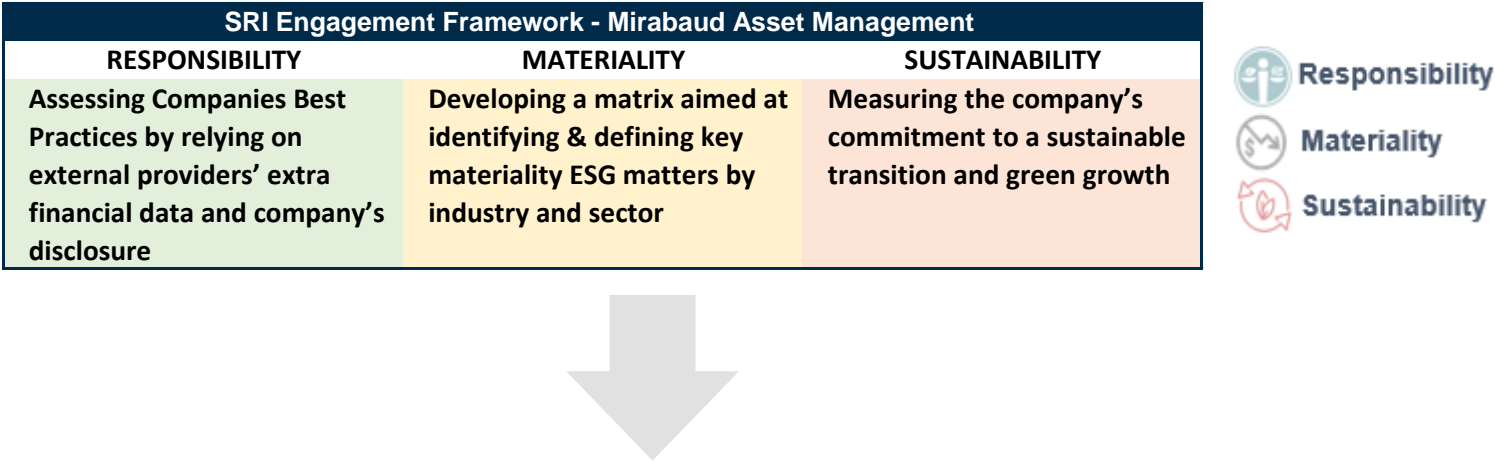 SRI Engagement Framework - Mirabaud Asset Management
RESPONSIBILITY
Assessing Companies Best
Practices by relying on
external providers’ extra
financial data and company’s
disclosure
MATERIALITY
Developing a matrix aimed at
identifying & defining key
materiality ESG matters by
industry and sector
SUSTAINABILITY
Measuring the company’s
commitment to a sustainable
transition and green growth
Responsibility
$
Materiality
Sustainability